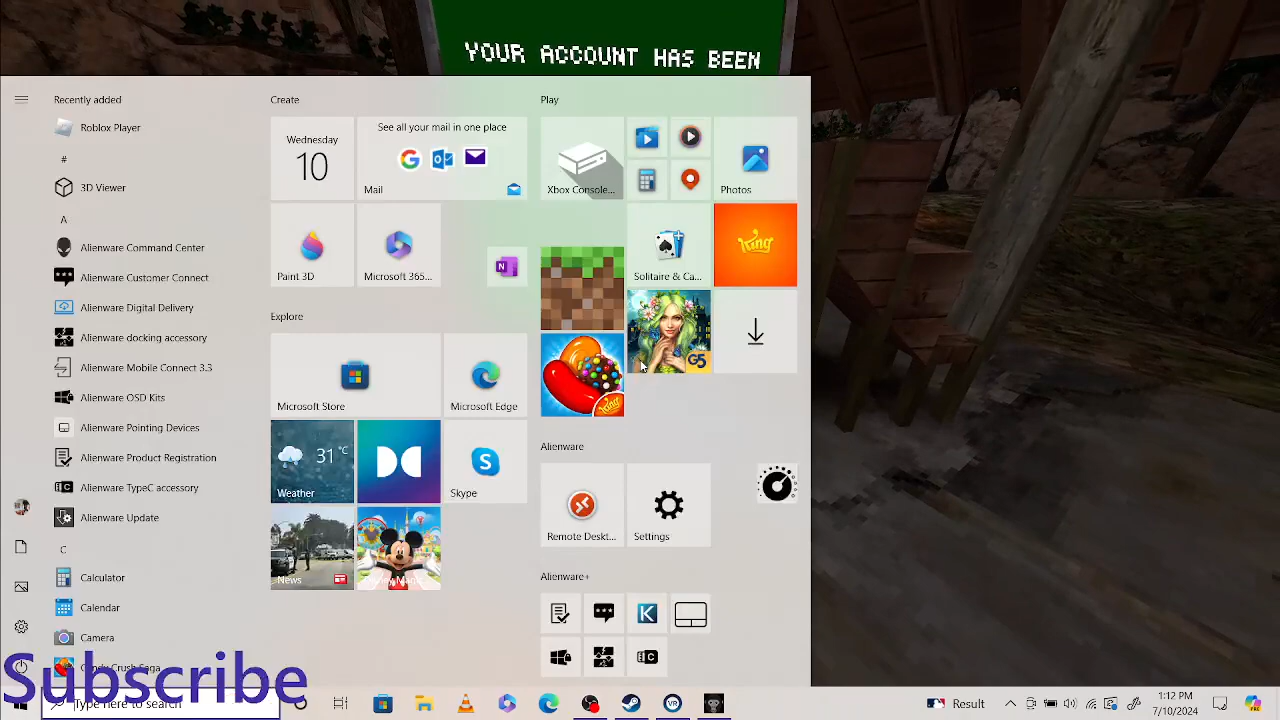 YOUR ACCOUNT HAS BEEN
Recently added
Roblox Player
#
3D Viewer
A
Alienware Command Center
Alienware Customer Connect
Alienware Digital Delivery
Alienware docking accessory
Alienware Mobile Connect 3.3
Alienware OSD Kits
Alienware Pointing Devices
Alienware Product Registration
Alienware TypeC accessory
Alienware Update
C
Calculator
Calendar
Camera
Create
Wednesday
10
See all your mail in one place
Mail
Paint 3D
Microsoft 365...
Explore
Microsoft Store
Microsoft Edge
31°C
Weather
Skype
News
Play
Xbox Console...
Photos
Solitaire & Ca...
King
G5
King
Alienware
Remote Deskt...
Settings
Alienware+
Subscribe
Type here to search
Result
1:12 PM
7/10/2024